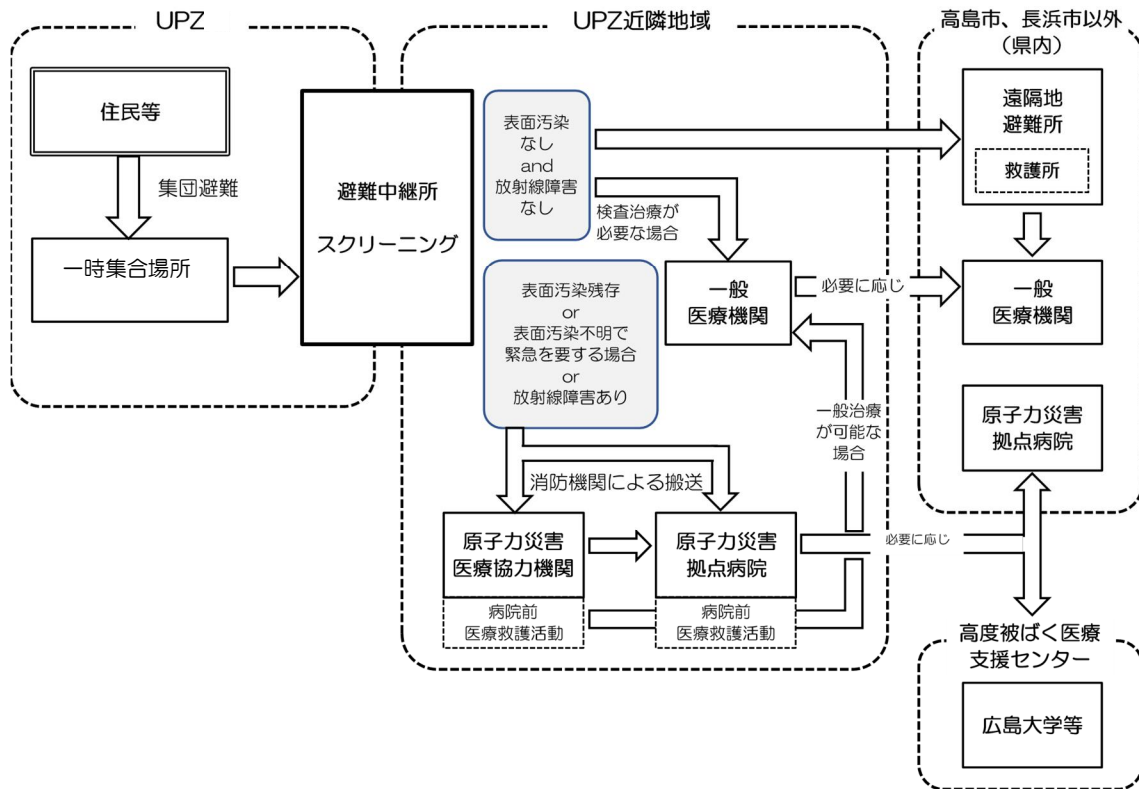 UPZ
住民等
集団避難
一時集合場所
UPZ近隣地域
避難中継所
スクリーニング
表面汚染
なし
and
放射線障害
なし
検査治療が
必要な場合
一般
医療機関
必要に応じ
表面汚染残存
or
表面汚染不明で
緊急を要する場合
or
放射線障害あり
一般治療
が可能な
場合
消防機関による搬送
原子力災害
医療協力機関
病院前
医療救護活動
原子力災害
拠点病院
病院前
医療救護活動
必要に応じ
高島市、長浜市以外
(県内)
遠隔地
避難所
救護所
一般
医療機関
原子力災害
拠点病院
高度被ばく医療
支援センター
広島大学等